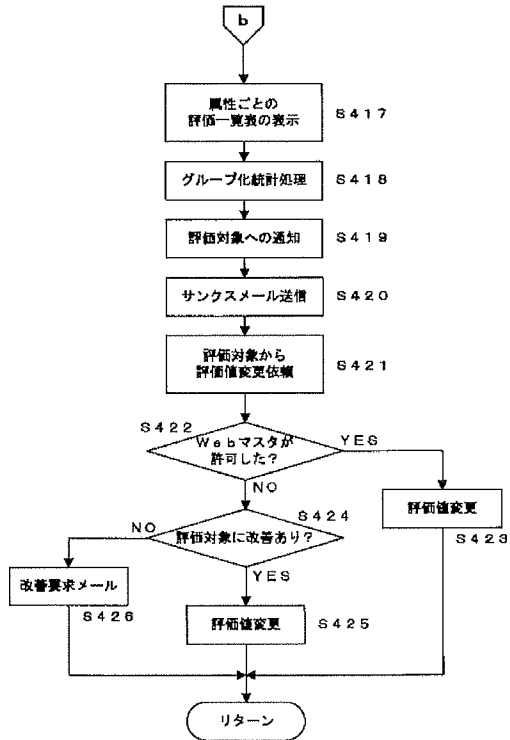 b
属性ごとの
評価一覧表の表示
S417
グループ化統計処理
S418
評価対象への通知
S419
サンクスメール送信
S420
評価対象から
評価値変更依頼
S421
S422
Webマスタが
許可した?
YES
NO
評価値変更
S423
S424
評価対象に改善あり?
NO
YES
改善要求メール
S426
評価値変更
S425
リターン